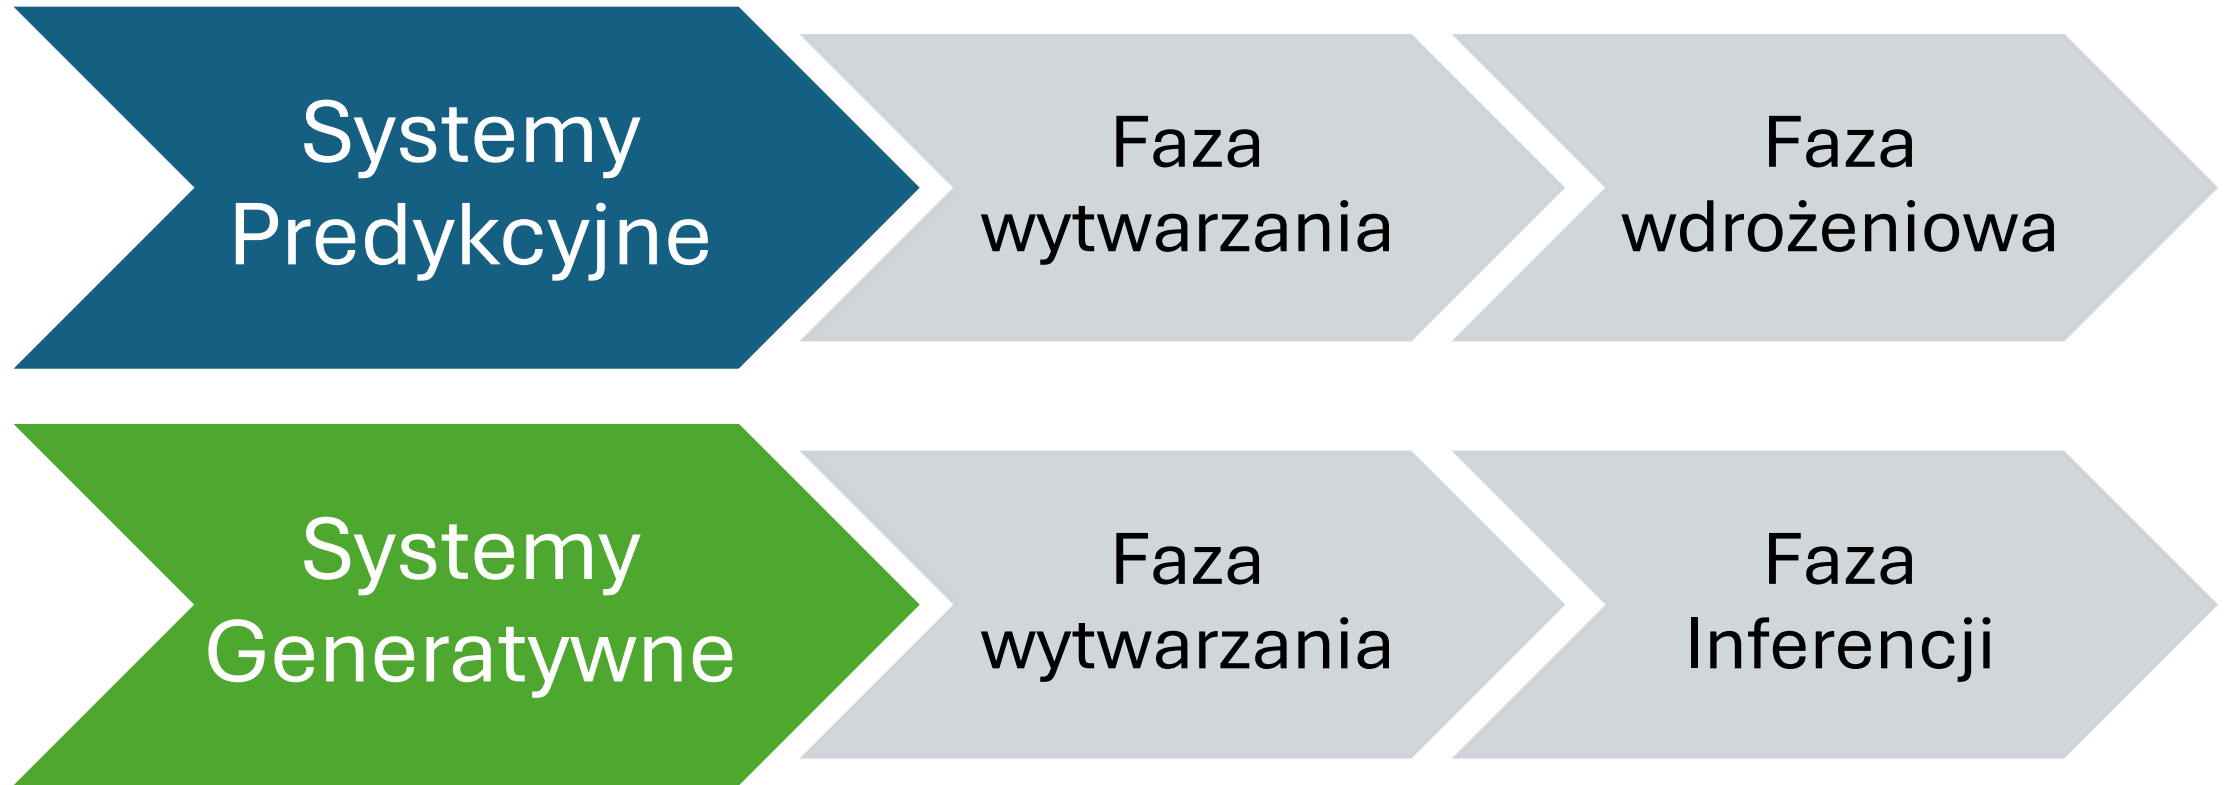 Systemy
Predykcyjne
Faza
wytwarzania
Faza
wdrożeniowa
Systemy
Generatywne
Faza
wytwarzania
Faza
Inferencji